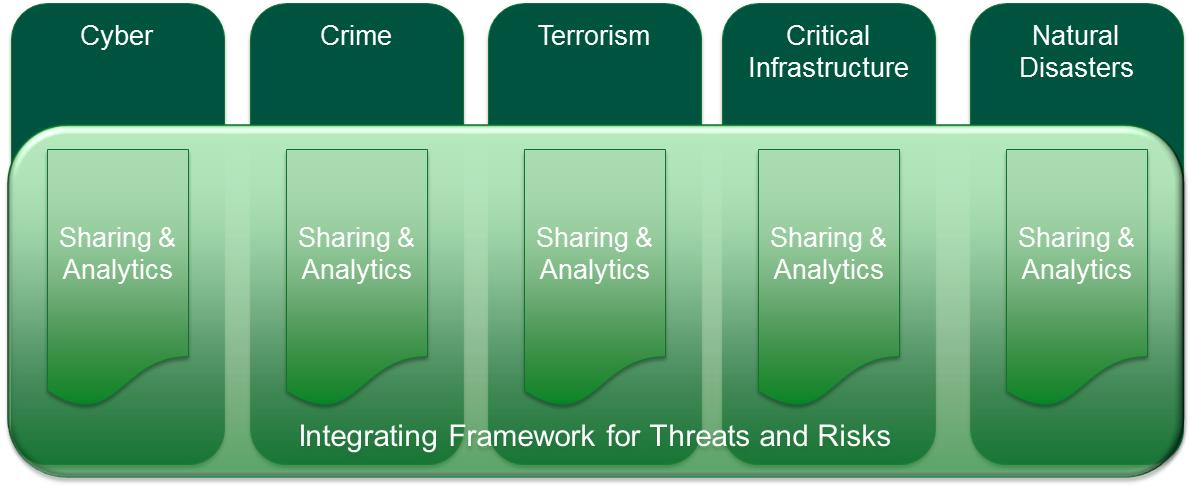 Cyber
Crime
Terrorism
Critical
Infrastructure
Natural
Disasters
Sharing &
Analytics
Sharing &
Analytics
Sharing &
Analytics
Sharing &
Analytics
Sharing &
Analytics
Integrating Framework for Threats and Risks